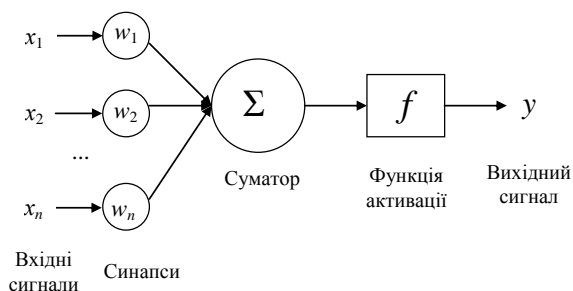 x1 w1
x2 w2 Σ f y
...
xn wn
Суматор
Функція
активації
Вихідний
сигнал
Вхідні
сигнали
Синапси